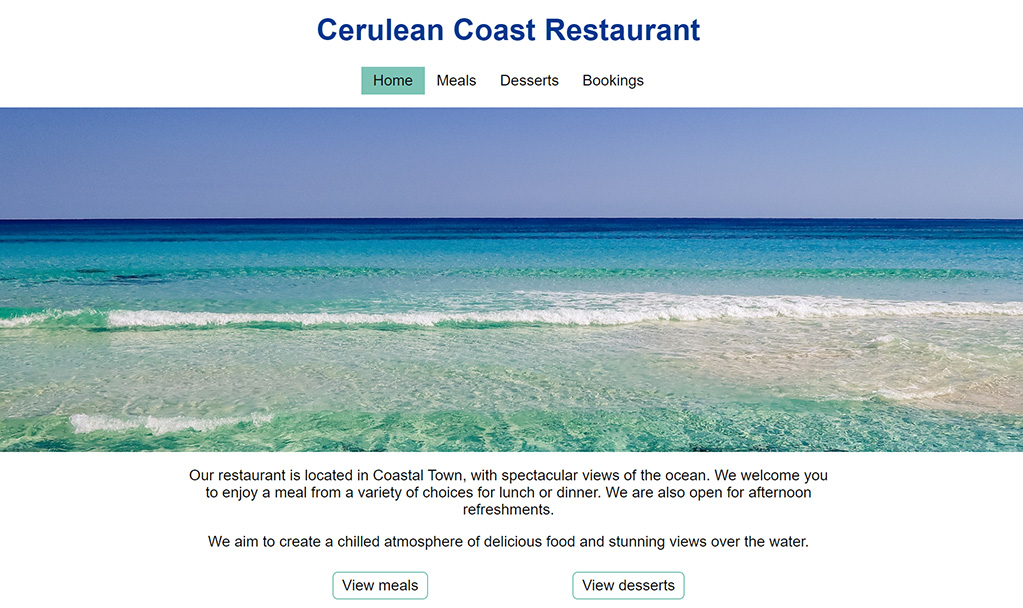 Cerulean Coast Restaurant
Home Meals Desserts Bookings
Our restaurant is located in Coastal Town, with spectacular views of the ocean. We welcome you
to enjoy a meal from a variety of choices for lunch or dinner. We are also open for afternoon
refreshments.
We aim to create a chilled atmosphere of delicious food and stunning views over the water.
View meals View desserts